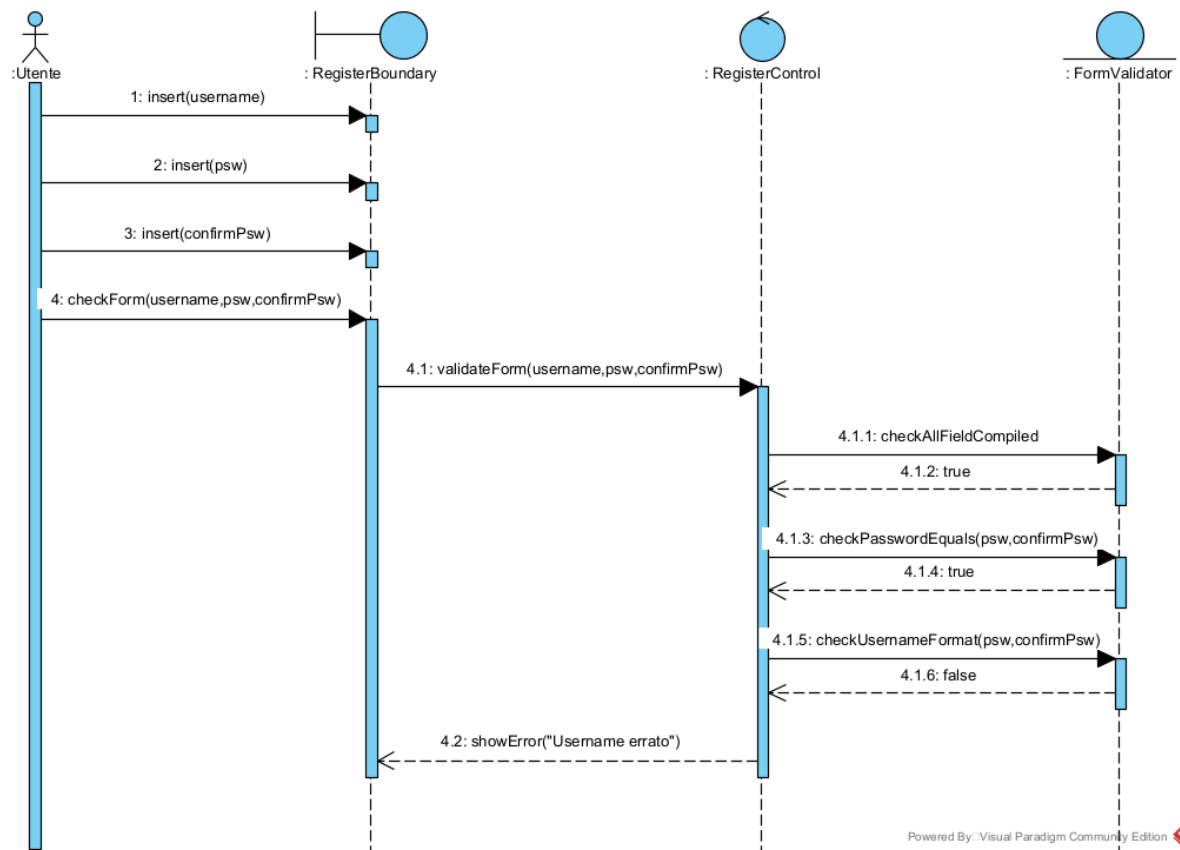 :Utente
: RegisterBoundary
: RegisterControl
: FormValidator
1: insert(username)
2: insert(psw)
3: insert(confirmPsw)
4: checkForm(username,psw,confirmPsw)
4.1: validateForm(username,psw,confirmPsw)
4.1.1: checkAllFieldCompiled
4.1.2: true
4.1.3: checkPasswordEquals(psw,confirmPsw)
4.1.4: true
4.1.5: checkUsernameFormat(psw,confirmPsw)
4.1.6: false
4.2: showError("Username errato")
Powered By Visual Paradigm Community Edition